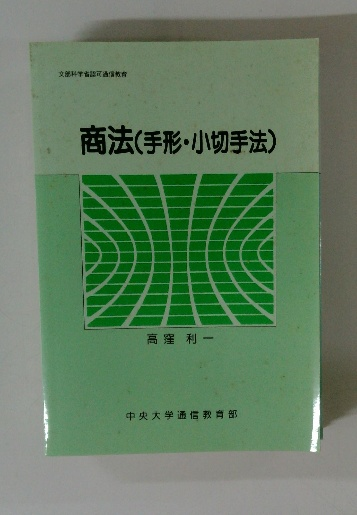 文部科学省認可通信教育
商法(手形・小切手法)
高窪 利一
中央大学通信教育部